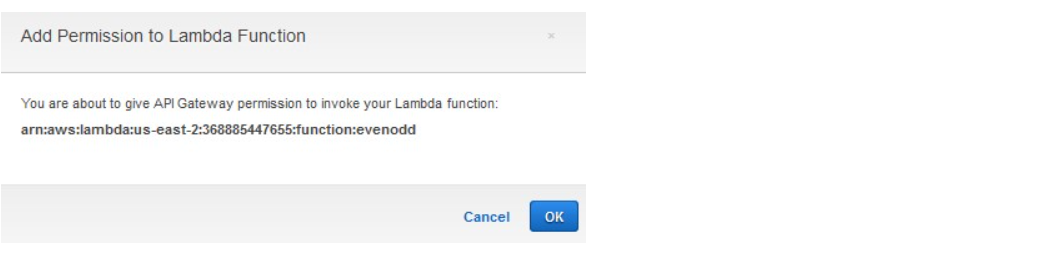 Add Permission to Lambda Function
×
You are about to give API Gateway permission to invoke your Lambda function:
arn:aws:lambda:us-east-2:368885447655:function:evenodd
Cancel OK